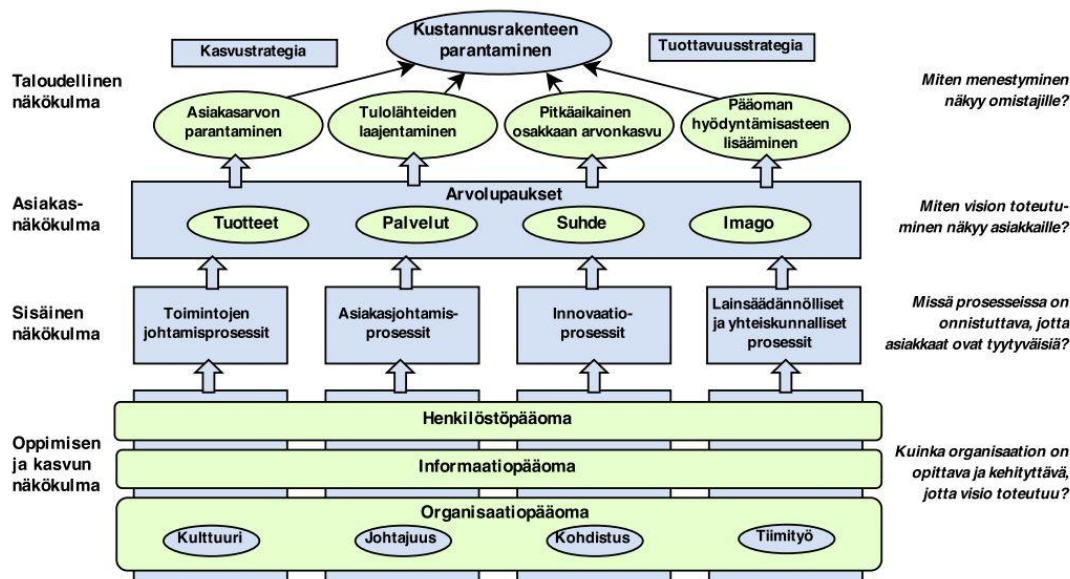 Kustannusrakenteen
parantaminen
Kasvustrategia
Tuottavuusstrategia
Taloudellinen
näkökulma
Asiakasarvon
parantaminen
Tulolähteiden
laajentaminen
Pitkäaikainen
osakkaan arvonkasvu
Pääoman
hyödyntämisasteen
lisääminen
Miten menestyminen
näkyy omistajille?
Asiakas-
näkökulma
Arvolupaukset
Tuotteet
Palvelut
Suhde
Imago
Miten vision toteutu-
minen näkyy asiakkaille?
Sisäinen
näkökulma
Toimintojen
johtamisprosessit
Asiakasjohtamis-
prosessit
Innovaatio-
prosessit
Lainsäädännölliset
ja yhteiskunnalliset
prosessit
Missä prosesseissa on
onnistuttava, jotta
asiakkaat ovat tyytyväisiä?
Oppimisen
ja kasvun
näkökulma
Henkilöstöpääoma
Informaatiopääoma
Organisaatiopääoma
Kulttuuri
Johtajuus
Kohdistus
Tiimityö
Kuinka organisaation on
opittava ja kehityttävä,
jotta visio toteutuu?